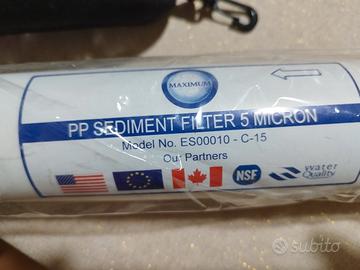 MAXIMUM
PP SEDIMENT FILTER 5 MICRON
Model No. ES00010 - C-15
Our Partners
NSF
Water
Quality
subito